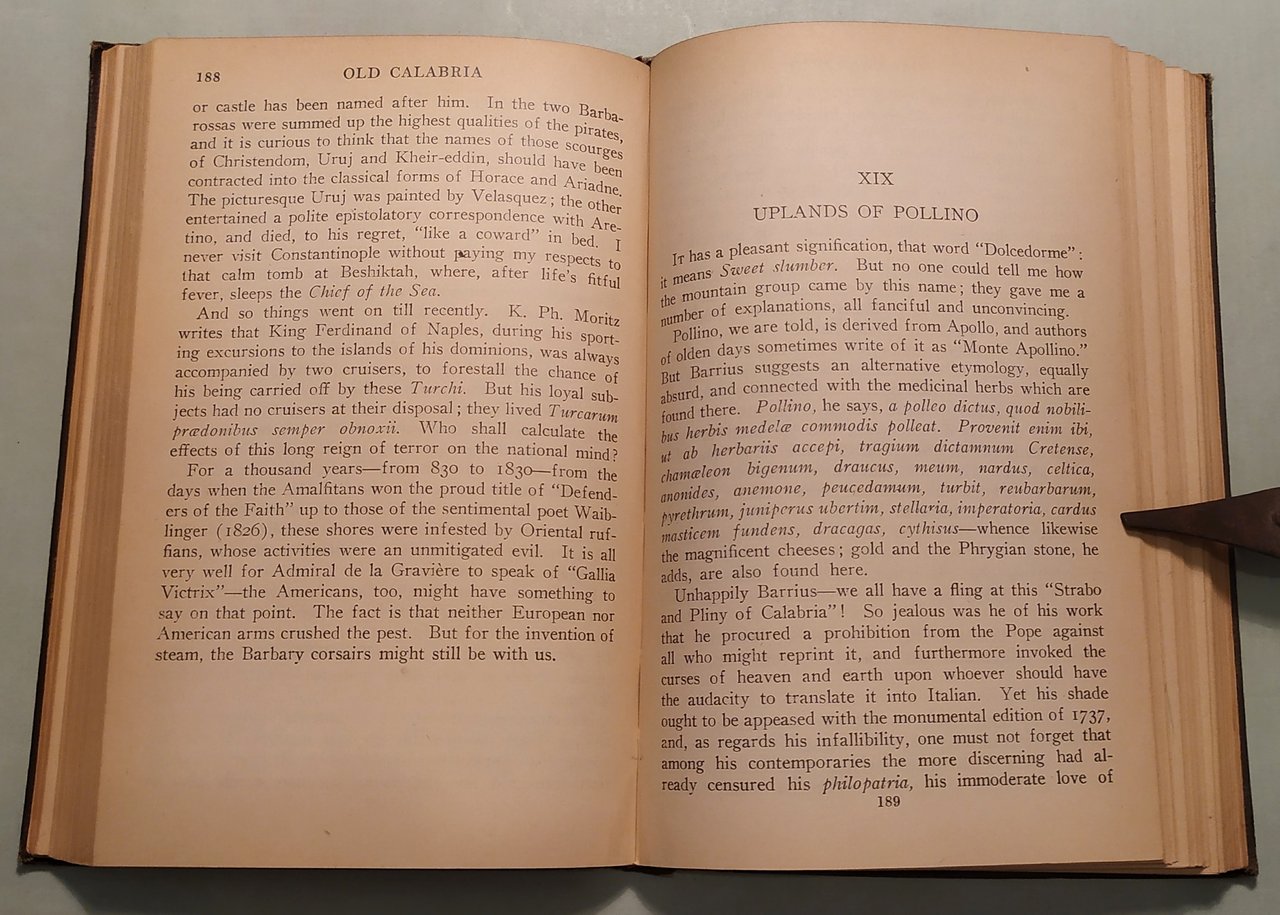 188
OLD CALABRIA
or castle has been named after him. In the two Barba-
rossas were summed up the highest qualities of the pirates,
and it is curious to think that the names of those scourges
of Christendom, Uruj and Kheir-eddin, should have been
contracted into the classical forms of Horace and Ariadne.
The picturesque Uruj was painted by Velasquez; the other
entertained a polite epistolatory correspondence with Are-
tino, and died, to his regret, “like a coward” in bed. I
never visit Constantinople without paying my respects to
that calm tomb at Beshiktah, where, after life's fitful
fever, sleeps the Chief of the Sea.
And so things went on till recently. K. Ph. Moritz
writes that King Ferdinand of Naples, during his sport-
ing excursions to the islands of his dominions, was always
accompanied by two cruisers, to forestall the chance of
his being carried off by these Turchi. But his loyal sub-
jects had no cruisers at their disposal; they lived Turcarum
prædonibus semper obnoxii. Who shall calculate the
effects of this long reign of terror on the national mind?
For a thousand years—from 830 to 1830—from the
days when the Amalfitans won the proud title of “Defend-
ers of the Faith” up to those of the sentimental poet Waib-
linger (1826), these shores were infested by Oriental ruf-
fians, whose activities were an unmitigated evil. It is all
very well for Admiral de la Gravière to speak of “Gallia
Victrix”—the Americans, too, might have something to
say on that point. The fact is that neither European nor
American arms crushed the pest. But for the invention of
steam, the Barbary corsairs might still be with us.
XIX
UPLANDS OF POLLINO
IT has a pleasant signification, that word “Dolcedorme”:
it means Sweet slumber. But no one could tell me how
the mountain group came by this name; they gave me a
number of explanations, all fanciful and unconvincing.
Pollino, we are told, is derived from Apollo, and authors
of olden days sometimes write of it as “Monte Apollino.”
But Barrius suggests an alternative etymology, equally
absurd, and connected with the medicinal herbs which are
found there. Pollino, he says, a polleo dictus, quod nobili-
bus herbis medelæ commodis polleat. Provenit enim ibi,
ut ab herbariis accepi, tragium dictamnum Cretense,
chamæleon bigenum, draucus, meum, nardus, celtica,
anonides, anemone, peucedamum, turbit, reubarbarum,
pyrethrum, juniperus ubertim, stellaria, imperatoria, cardus
masticem fundens, dracagas, cythisus—whence likewise
the magnificent cheeses; gold and the Phrygian stone, he
adds, are also found here.
Unhappily Barrius—we all have a fling at this “Strabo
and Pliny of Calabria”! So jealous was he of his work
that he procured a prohibition from the Pope against
all who might reprint it, and furthermore invoked the
curses of heaven and earth upon whoever should have
the audacity to translate it into Italian. Yet his shade
ought to be appeased with the monumental edition of 1737,
and, as regards his infallibility, one must not forget that
among his contemporaries the more discerning had al-
ready censured his philopatria, his immoderate love of
189